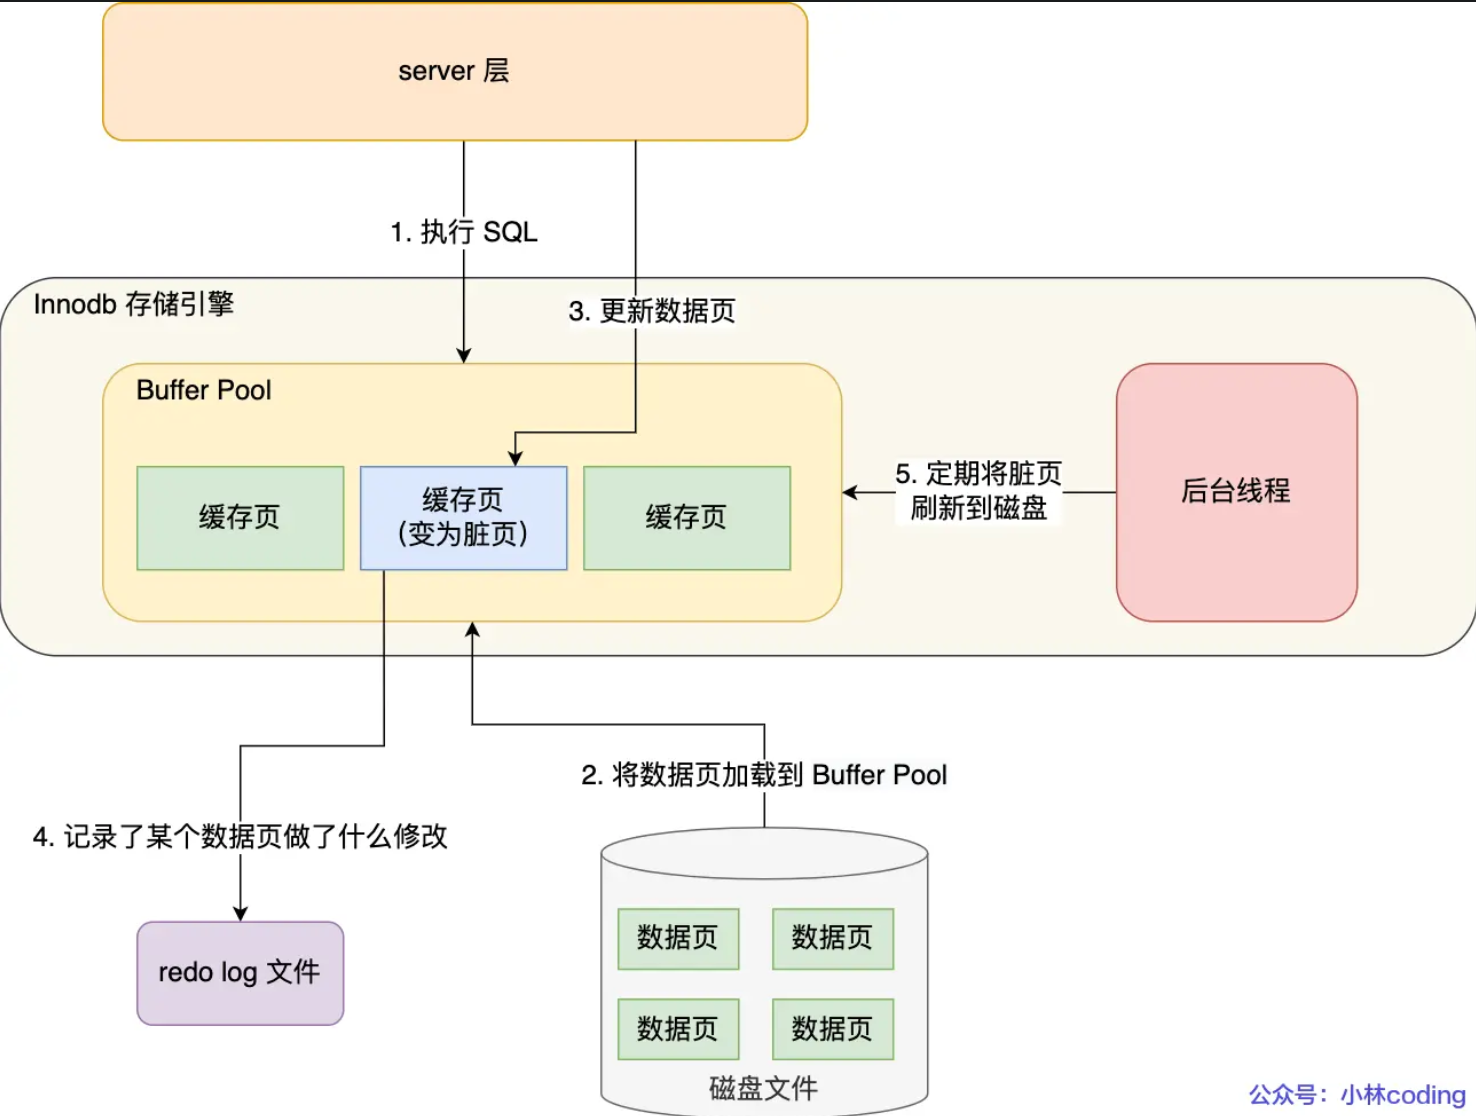 server 层
1. 执行 SQL
Innodb 存储引擎
3. 更新数据页
Buffer Pool
缓存页
缓存页
（变为脏页）
缓存页
5. 定期将脏页
刷新到磁盘
后台线程
2. 将数据页加载到 Buffer Pool
4. 记录了某个数据页做了什么修改
redo log 文件
数据页
数据页
数据页
数据页
磁盘文件
公众号：小林coding